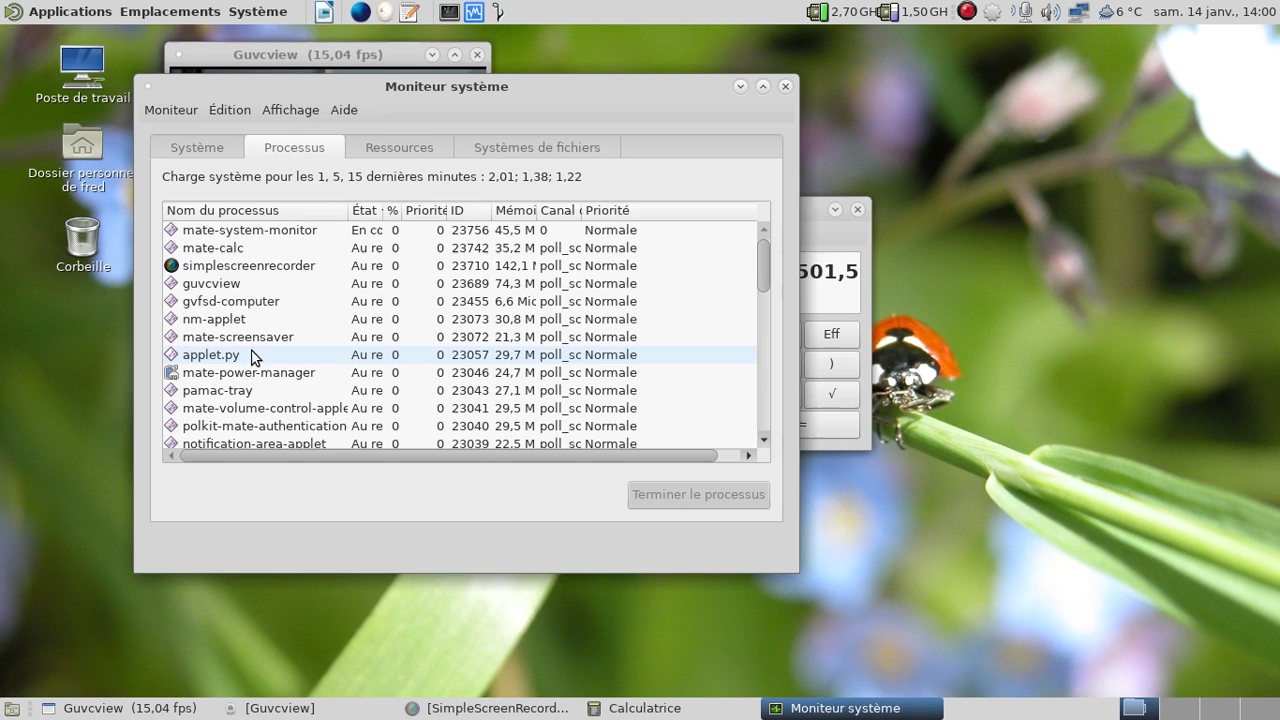 Applications Emplacements Système
2,70 GH 1,50 GH 6 °C sam. 14 janv., 14:00
Poste de travail
Dossier personne
de fred
Corbeille
Guvcview (15,04 fps)
Moniteur système
Moniteur Édition Affichage Aide
Système Processus Ressources Systèmes de fichiers
Charge système pour les 1, 5, 15 dernières minutes : 2,01; 1,38; 1,22
Nom du processus État % Priorité ID Mémoi Canal Priorité
mate-system-monitor En cc 0 0 23756 45,5 M 0 Normale
mate-calc Au re 0 0 23742 35,2 M poll_sc Normale
simplescreenrecorder Au re 0 0 23710 142,1 Normale
guvcview Au re 0 0 23689 74,3 M poll_sc Normale
gvfsd-computer Au re 0 0 23455 6,6 Mic poll_sc Normale
nm-applet Au re 0 0 23073 30,8 M poll_sc Normale
mate-screensaver Au re 0 0 23072 21,3 M poll_sc Normale
applet.py Au re 0 0 23057 29,7 M poll_sc Normale
mate-power-manager Au re 0 0 23046 24,7 M poll_sc Normale
pamac-tray Au re 0 0 23043 27,1 M poll_sc Normale
mate-volume-control-apple Au re 0 0 23041 29,5 M poll_sc Normale
polkit-mate-authentication Au re 0 0 23040 29,5 M poll_sc Normale
notification-area-applet Au re 0 0 23039 22,5 M poll_sc Normale
Terminer le processus
501,5
Eff
)
√
=
Guvcview (15,04 fps) [Guvcview] [SimpleScreenRecord... Calculatrice Moniteur système